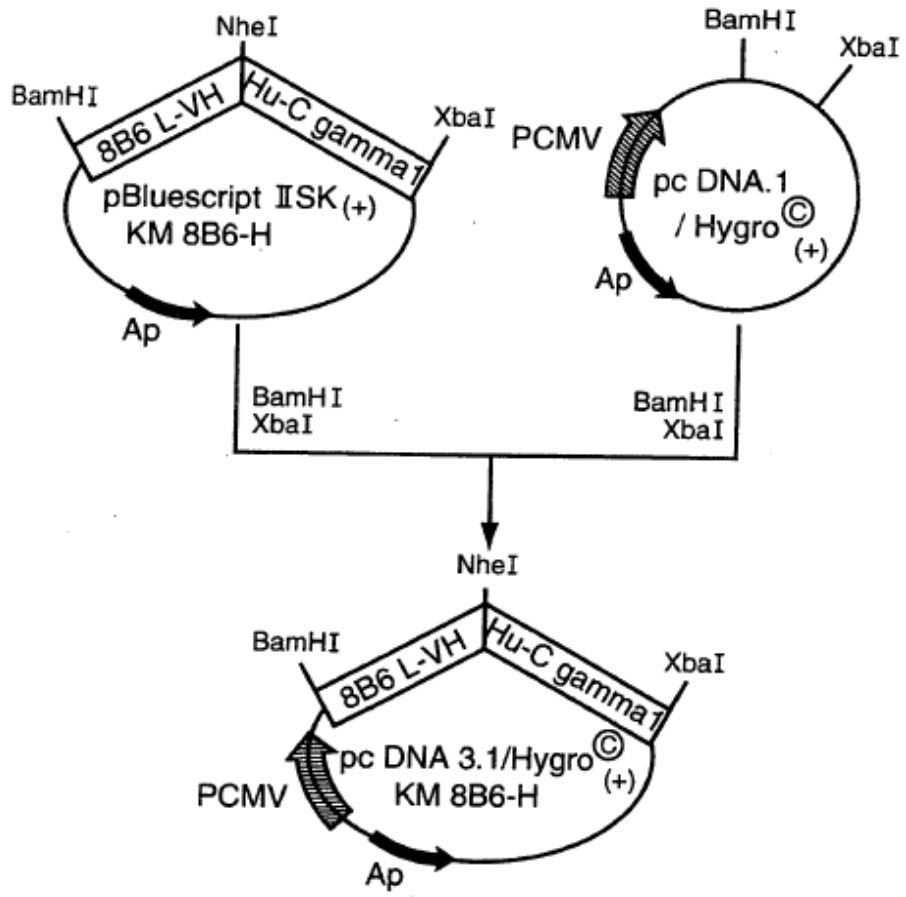 NheI
BamHI
8B6 L-VH
Hu-C gamma1
XbaI
pBluescript ⅡSK (+)
KM 8B6-H
Ap
BamHI
XbaI
PCMV
pc DNA.1
/ Hygro ©
(+)
Ap
BamHI
XbaI
BamHI
XbaI
NheI
BamHI
8B6 L-VH
Hu-C gamma1
XbaI
pc DNA 3.1/Hygro ©
(+)
KM 8B6-H
PCMV
Ap